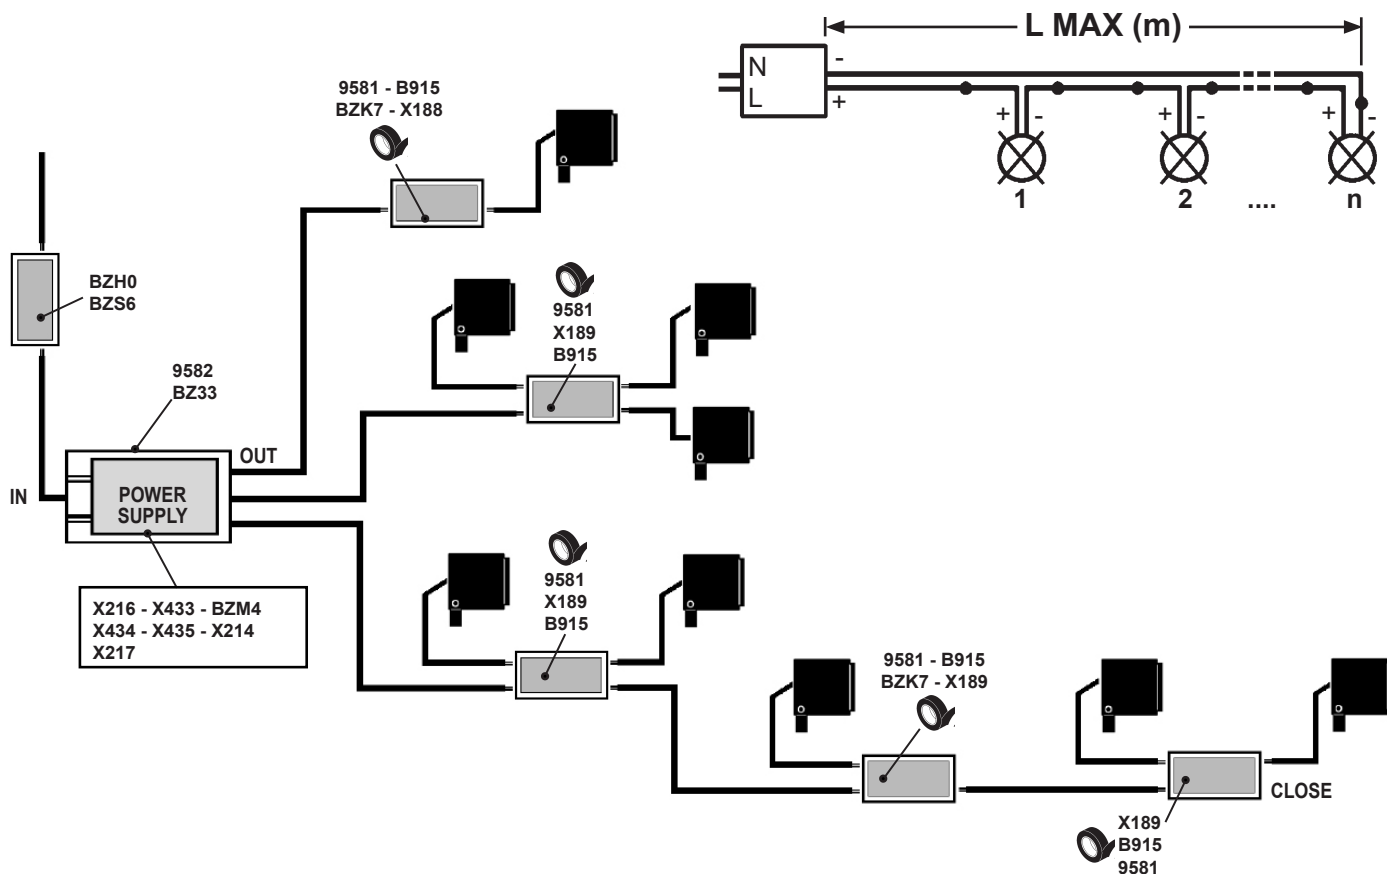 L MAX (m)
N
L
-
+
+
-
+
-
+
-
1
2
....
n
9581 - B915
BZK7 - X188
BZH0
BZS6
9581
X189
B915
9582
BZ33
OUT
IN
POWER
SUPPLY
X216 - X433 - BZM4
X434 - X435 - X214
X217
9581
X189
B915
9581 - B915
BZK7 - X189
CLOSE
X189
B915
9581